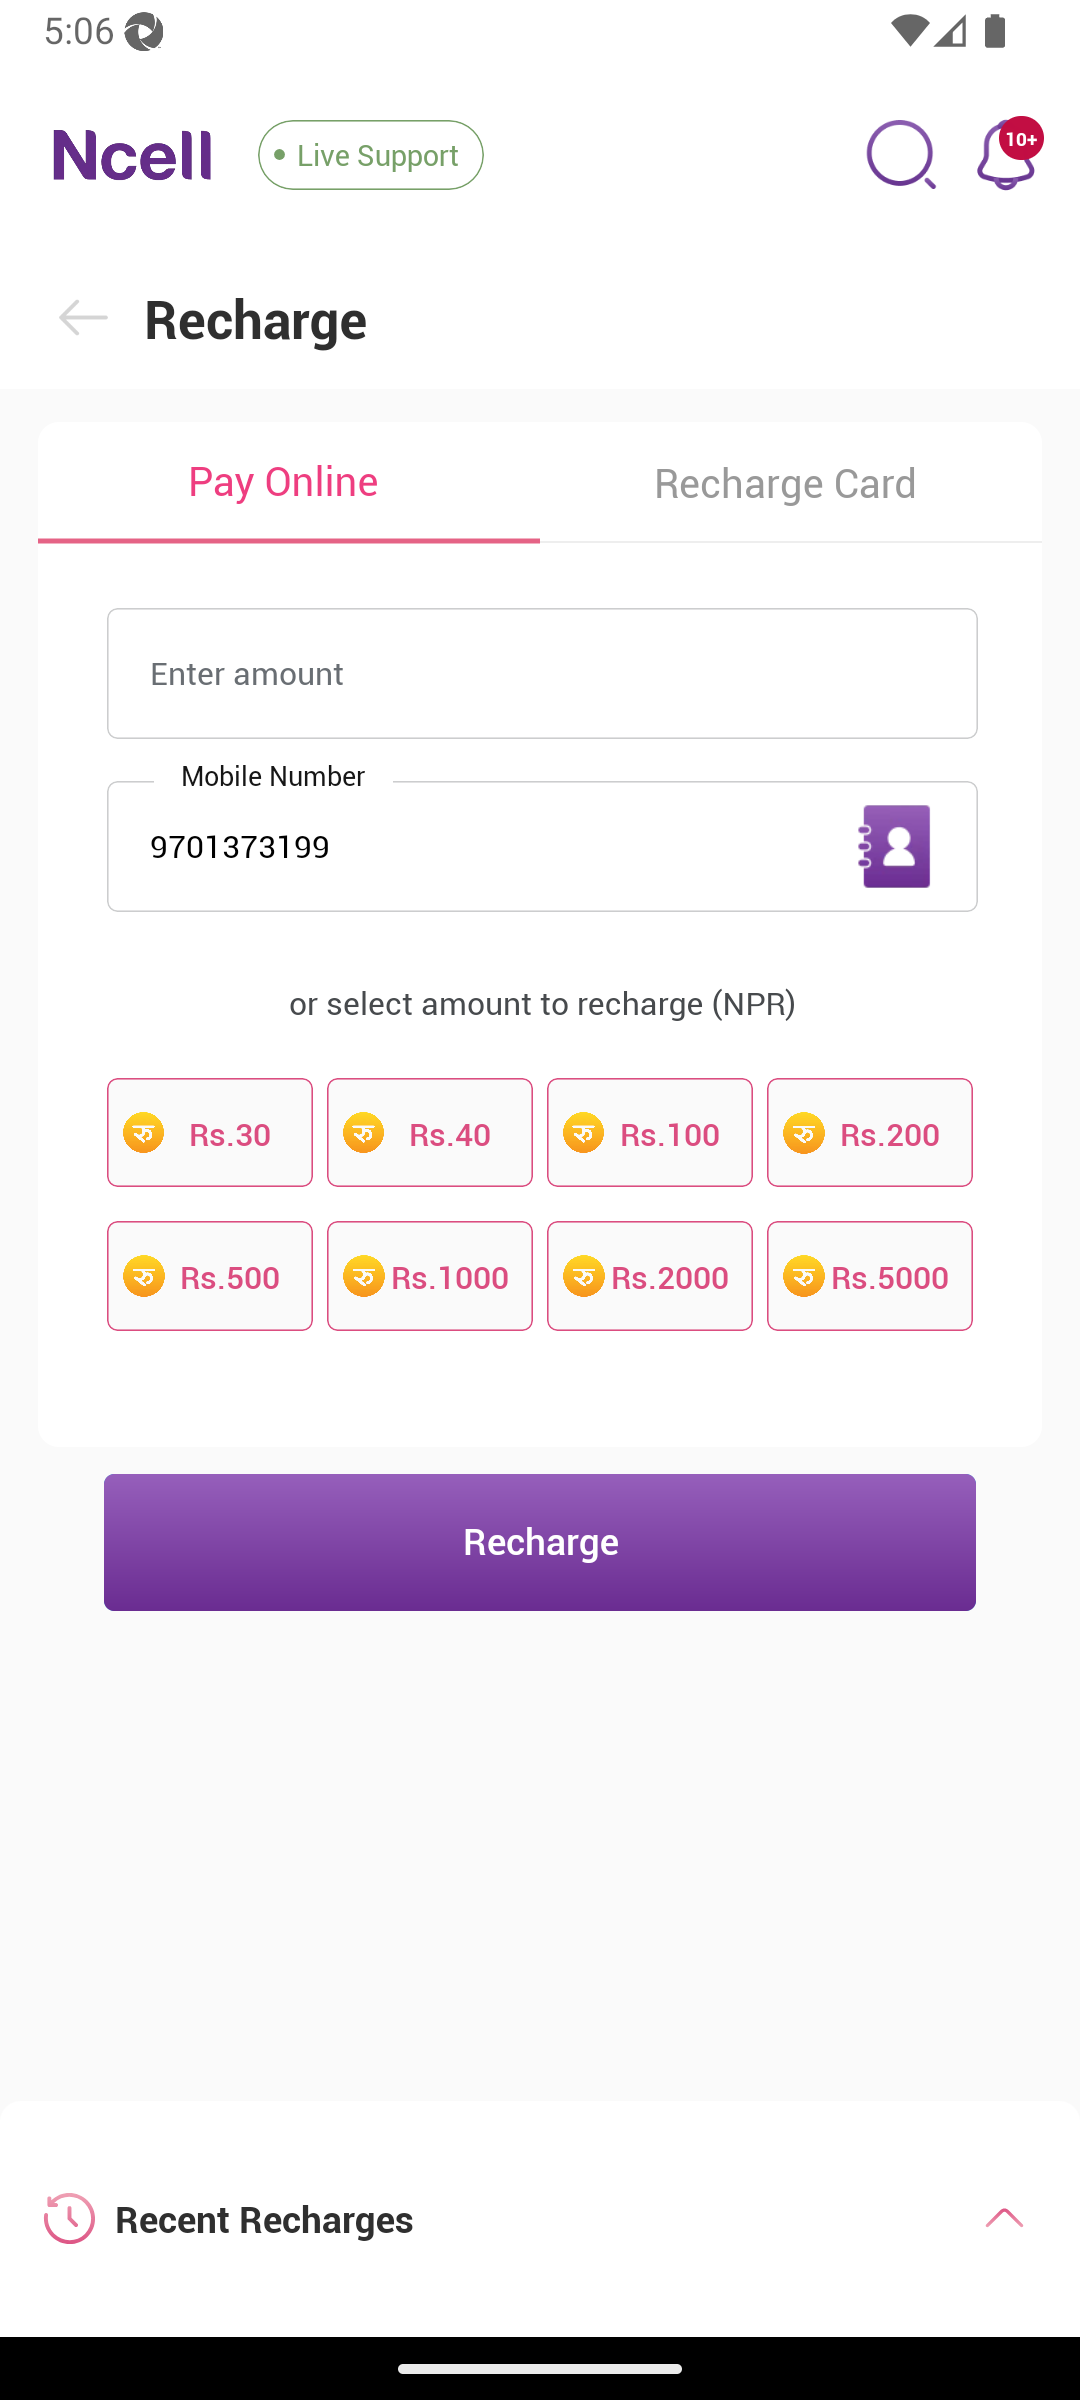 5:06
Ncell
Live Support
10+
Recharge
Pay Online
Recharge Card
Enter amount
Mobile Number
9701373199
or select amount to recharge (NPR)
रु Rs.30 रु Rs.40 रु Rs.100 रु Rs.200
रु Rs.500 रु Rs.1000 रु Rs.2000 रु Rs.5000
Recharge
Recent Recharges